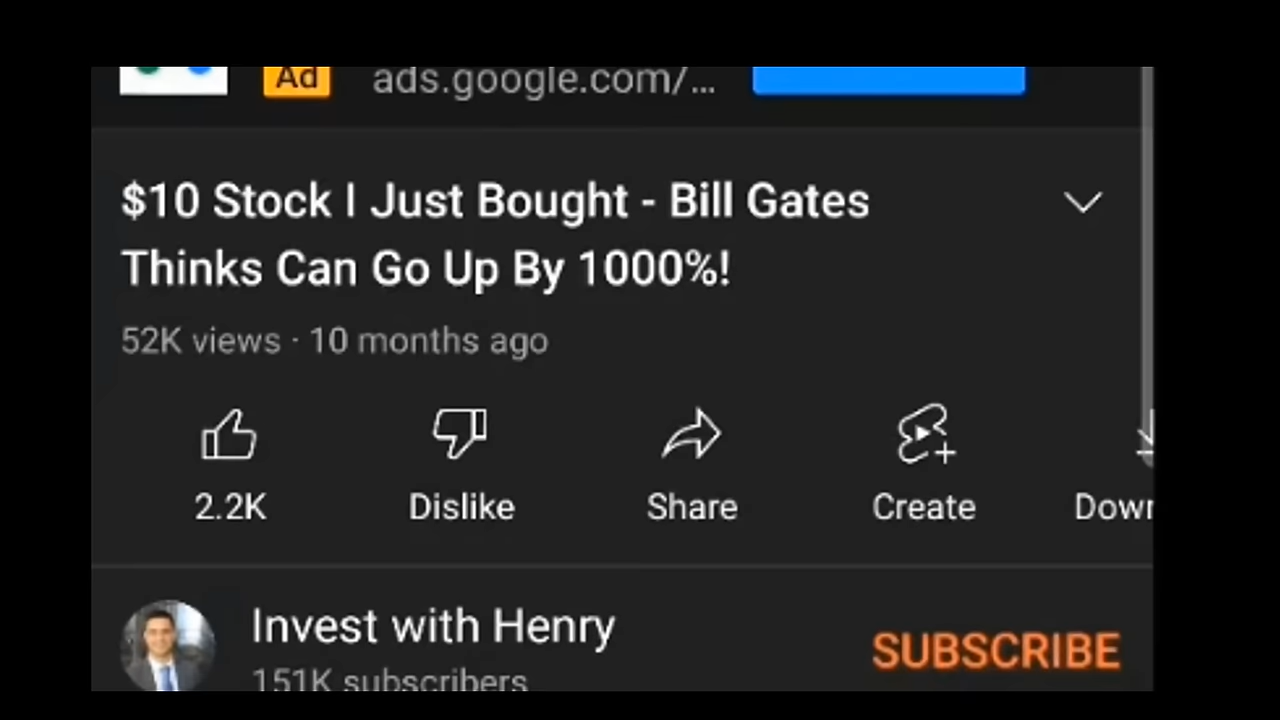 Ad ads.google.com/...
$10 Stock I Just Bought - Bill Gates
Thinks Can Go Up By 1000%!
52K views · 10 months ago
2.2K Dislike Share Create Down
Invest with Henry
SUBSCRIBE
151K subscribers